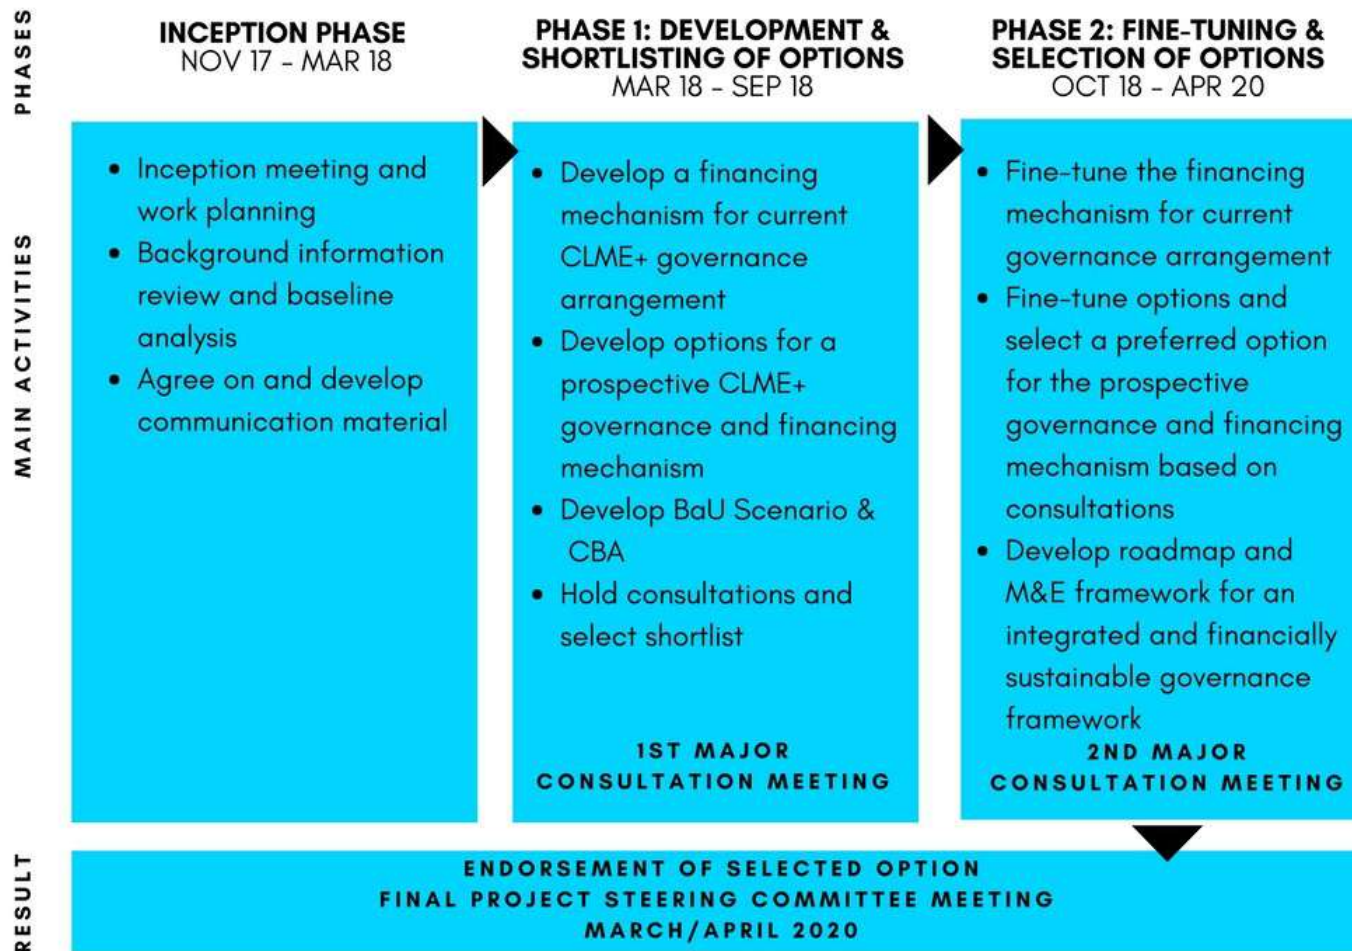 PHASES
INCEPTION PHASE
NOV 17 - MAR 18
PHASE 1: DEVELOPMENT &
SHORTLISTING OF OPTIONS
MAR 18 - SEP 18
PHASE 2: FINE-TUNING &
SELECTION OF OPTIONS
OCT 18 - APR 20
MAIN ACTIVITIES
• Inception meeting and
work planning
• Background information
review and baseline
analysis
• Agree on and develop
communication material
• Develop a financing
mechanism for current
CLME+ governance
arrangement
• Develop options for a
prospective CLME+
governance and financing
mechanism
• Develop BaU Scenario &
CBA
• Hold consultations and
select shortlist
1ST MAJOR
CONSULTATION MEETING
• Fine-tune the financing
mechanism for current
governance arrangement
• Fine-tune options and
select a preferred option
for the prospective
governance and financing
mechanism based on
consultations
• Develop roadmap and
M&E framework for an
integrated and financially
sustainable governance
framework
2ND MAJOR
CONSULTATION MEETING
RESULT
ENDORSEMENT OF SELECTED OPTION
FINAL PROJECT STEERING COMMITTEE MEETING
MARCH/APRIL 2020